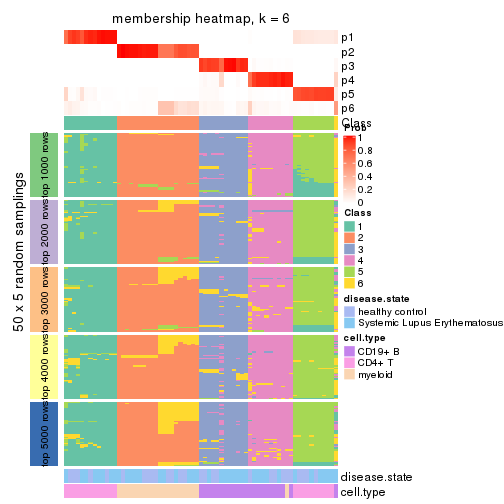 membership heatmap, k = 6
p1
p2
p3
p4
p5
p6
Class
Prob
1
0.8
0.6
0.4
0.2
0
Class
1
2
3
4
5
6
disease.state
healthy control
Systemic Lupus Erythematosus
cell.type
CD19+ B
CD4+ T
myeloid
50 x 5 random samplings
top 1000 rows
top 2000 rows
top 3000 rows
top 4000 rows
top 5000 rows
disease.state
cell.type